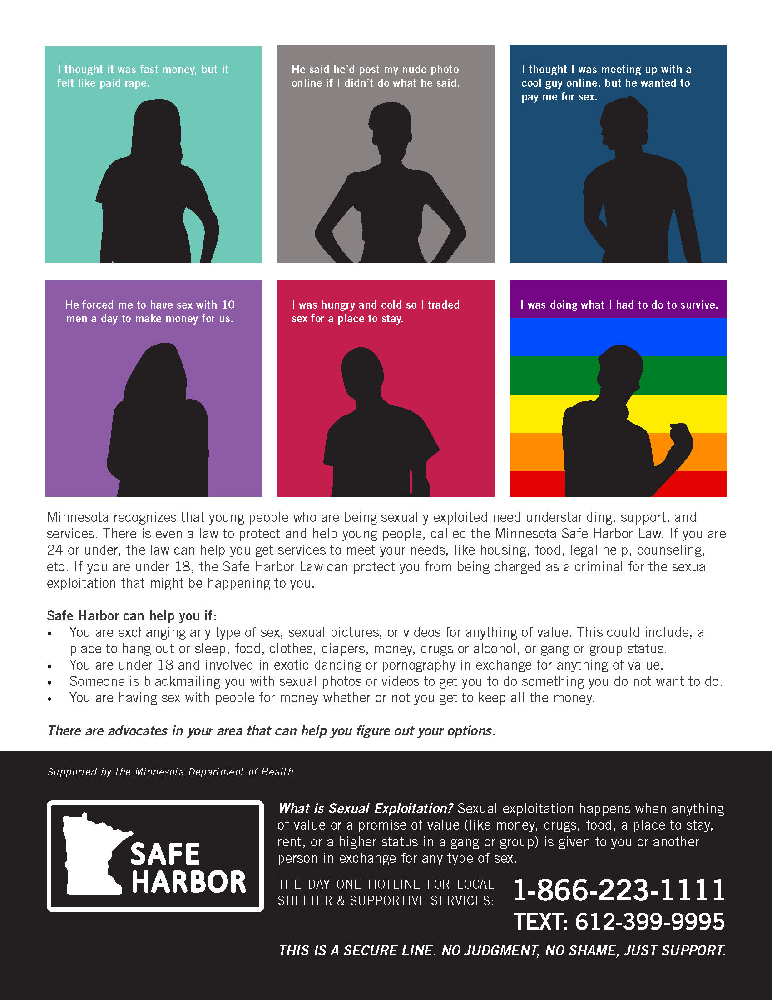 I thought it was fast money, but it
felt like paid rape.
He said he'd post my nude photo
online if I didn't do what he said.
I thought I was meeting up with a
cool guy online, but he wanted to
pay me for sex.
He forced me to have sex with 10
men a day to make money for us.
I was hungry and cold so I traded
sex for a place to stay.
I was doing what I had to do to survive.
Minnesota recognizes that young people who are being sexually exploited need understanding, support, and
services. There is even a law to protect and help young people, called the Minnesota Safe Harbor Law. If you are
24 or under, the law can help you get services to meet your needs, like housing, food, legal help, counseling,
etc. If you are under 18, the Safe Harbor Law can protect you from being charged as a criminal for the sexual
exploitation that might be happening to you.
Safe Harbor can help you if:
• You are exchanging any type of sex, sexual pictures, or videos for anything of value. This could include, a
place to hang out or sleep, food, clothes, diapers, money, drugs or alcohol, or gang or group status.
• You are under 18 and involved in exotic dancing or pornography in exchange for anything of value.
• Someone is blackmailing you with sexual photos or videos to get you to do something you do not want to do.
• You are having sex with people for money whether or not you get to keep all the money.
There are advocates in your area that can help you figure out your options.
Supported by the Minnesota Department of Health
SAFE
HARBOR
What is Sexual Exploitation? Sexual exploitation happens when anything
of value or a promise of value (like money, drugs, food, a place to stay,
rent, or a higher status in a gang or group) is given to you or another
person in exchange for any type of sex.
THE DAY ONE HOTLINE FOR LOCAL
SHELTER & SUPPORTIVE SERVICES:
1-866-223-1111
TEXT: 612-399-9995
THIS IS A SECURE LINE. NO JUDGMENT, NO SHAME, JUST SUPPORT.